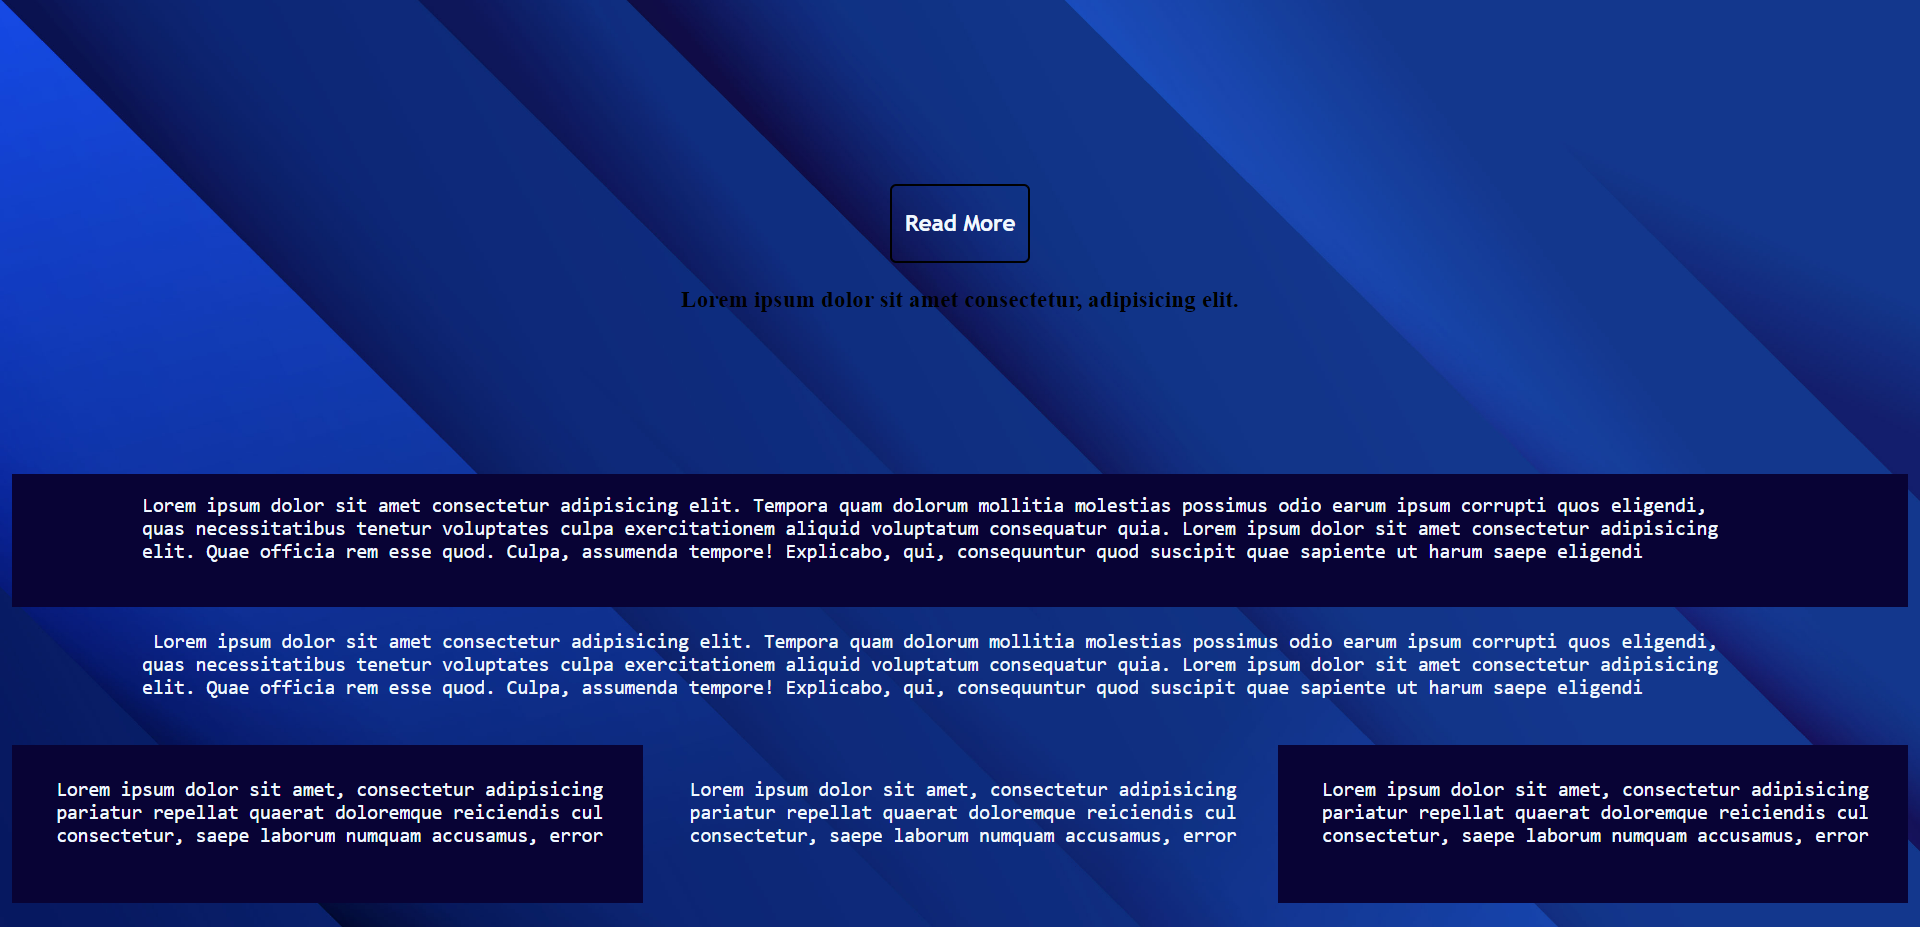 Read More
Lorem ipsum dolor sit amet consectetur, adipisicing elit.
Lorem ipsum dolor sit amet consectetur adipisicing elit. Tempora quam dolorum mollitia molestias possimus odio earum ipsum corrupti quos eligendi,
quas necessitatibus tenetur voluptates culpa exercitationem aliquid voluptatum consequatur quia. Lorem ipsum dolor sit amet consectetur adipisicing
elit. Quae officia rem esse quod. Culpa, assumenda tempore! Explicabo, qui, consequuntur quod suscipit quae sapiente ut harum saepe eligendi
Lorem ipsum dolor sit amet consectetur adipisicing elit. Tempora quam dolorum mollitia molestias possimus odio earum ipsum corrupti quos eligendi,
quas necessitatibus tenetur voluptates culpa exercitationem aliquid voluptatum consequatur quia. Lorem ipsum dolor sit amet consectetur adipisicing
elit. Quae officia rem esse quod. Culpa, assumenda tempore! Explicabo, qui, consequuntur quod suscipit quae sapiente ut harum saepe eligendi
Lorem ipsum dolor sit amet, consectetur adipisicing
pariatur repellat quaerat doloremque reiciendis cul
consectetur, saepe laborum numquam accusamus, error
Lorem ipsum dolor sit amet, consectetur adipisicing
pariatur repellat quaerat doloremque reiciendis cul
consectetur, saepe laborum numquam accusamus, error
Lorem ipsum dolor sit amet, consectetur adipisicing
pariatur repellat quaerat doloremque reiciendis cul
consectetur, saepe laborum numquam accusamus, error